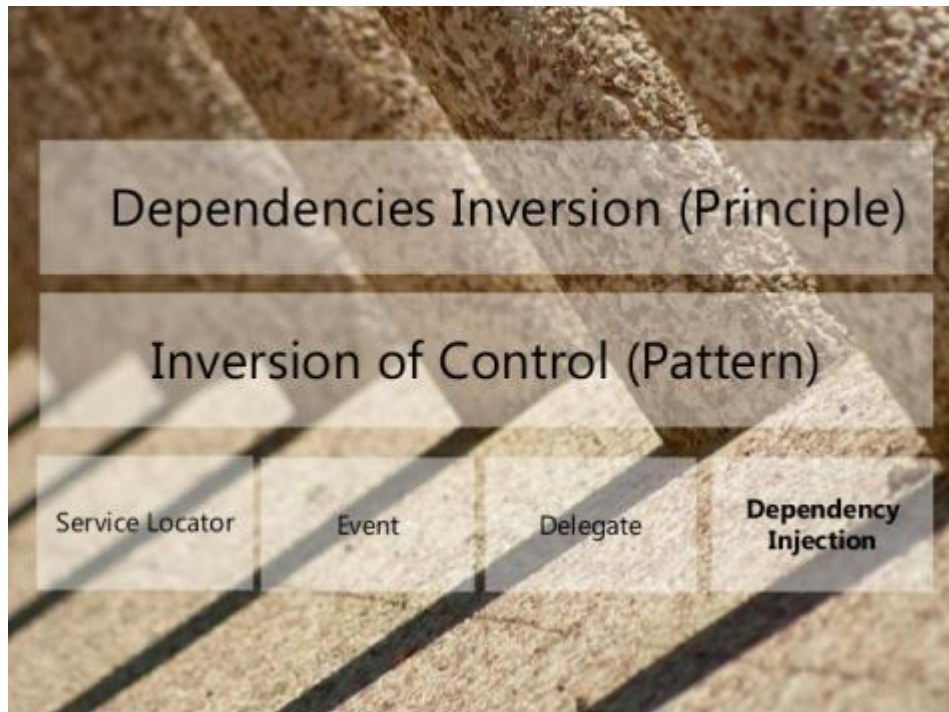 Dependencies Inversion (Principle)
Inversion of Control (Pattern)
Service Locator
Event
Delegate
Dependency
Injection